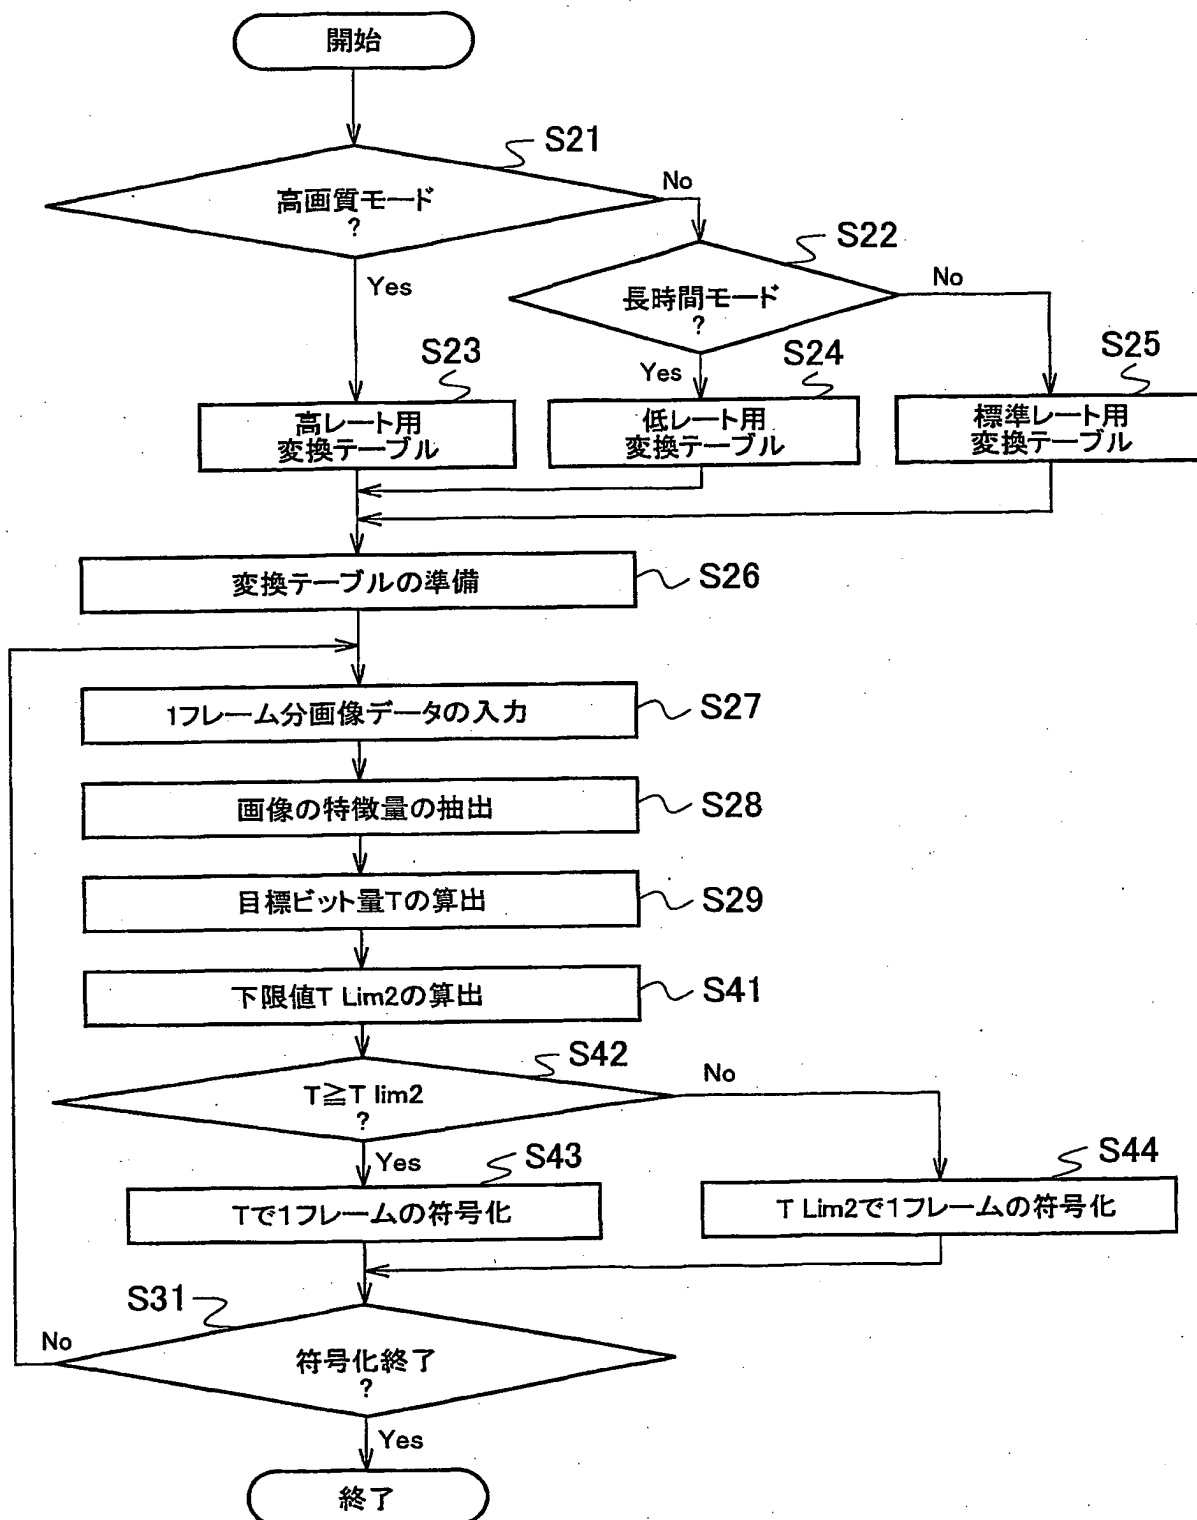 開始
S21
高画質モード
?
No
Yes
S22
長時間モード
?
No
Yes
S23
高レート用
変換テーブル
S24
低レート用
変換テーブル
S25
標準レート用
変換テーブル
変換テーブルの準備
S26
1フレーム分画像データの入力
S27
画像の特徴量の抽出
S28
目標ビット量Tの算出
S29
下限値T Lim2の算出
S41
S42
T≧T lim2
?
No
Yes
S43
Tで1フレームの符号化
S44
T Lim2で1フレームの符号化
S31
No
符号化終了
?
Yes
終了